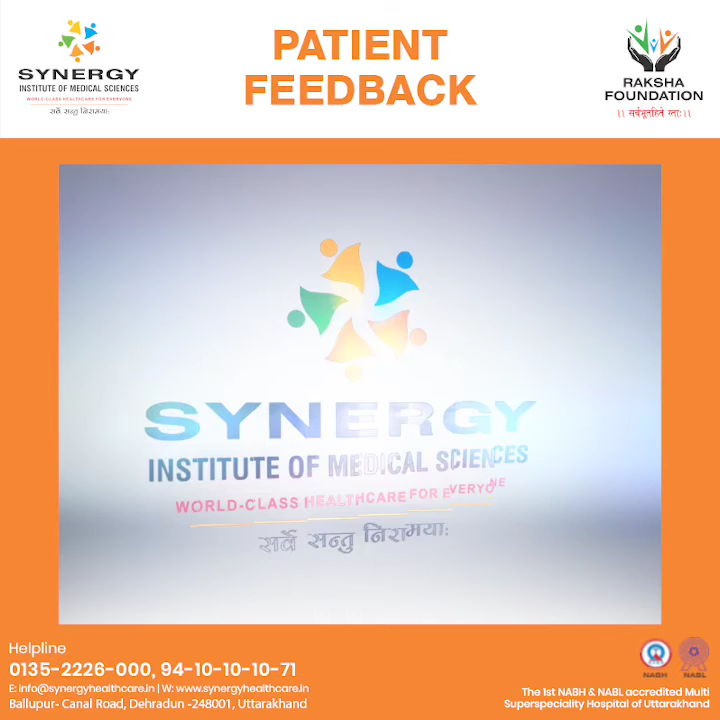 SYNERGY
INSTITUTE OF MEDICAL SCIENCES
WORLD-CLASS HEALTHCARE FOR EVERYONE
सर्वे सन्तु निरामयाः
PATIENT
FEEDBACK
RAKSHA
FOUNDATION
।। सर्वभूतहिते रताः।।
SYNERGY
INSTITUTE OF MEDICAL SCIENCES
WORLD-CLASS HEALTHCARE FOR EVERYONE
सर्वे सन्तु निरामयाः
Helpline
0135-2226-000, 94-10-10-10-71
E: info@synergyhealthcare.in | W: www.synergyhealthcare.in
Ballupur- Canal Road, Dehradun -248001, Uttarakhand
NABH
NABL
The 1st NABH & NABL accredited Multi
Superspeciality Hospital of Uttarakhand